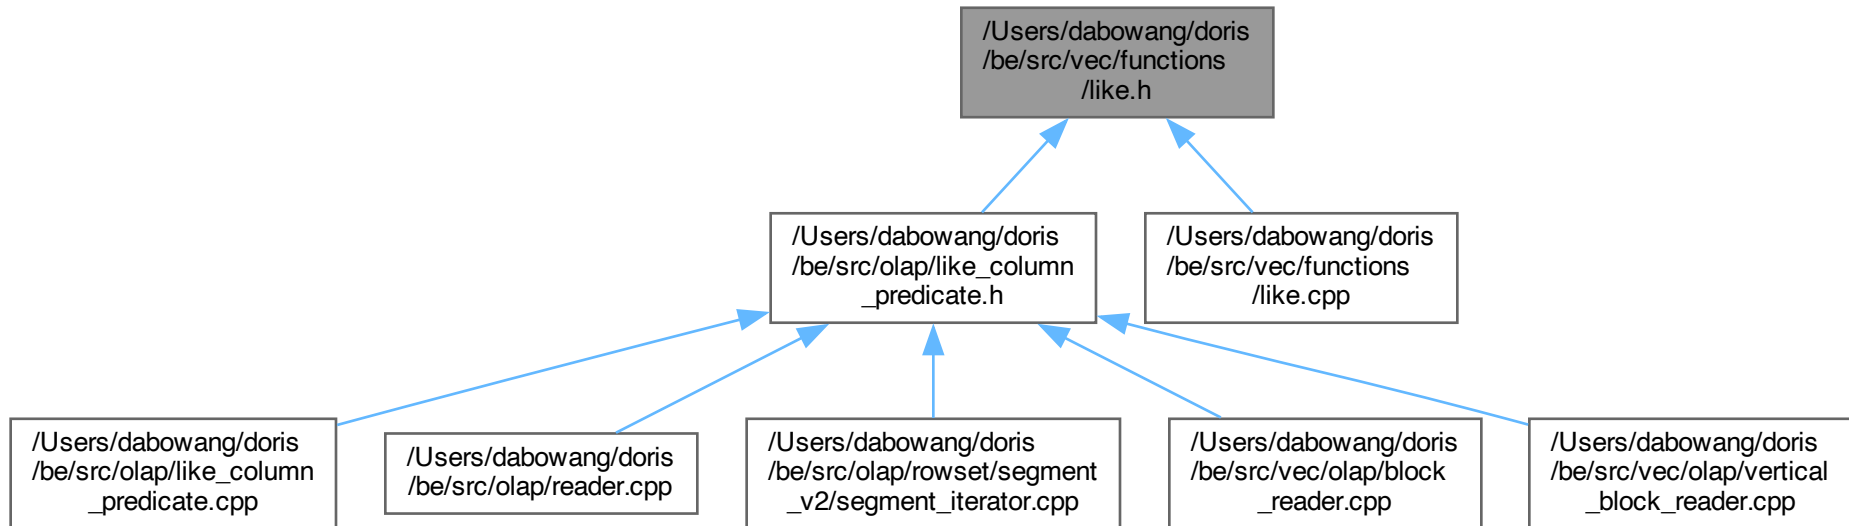 /Users/dabowang/doris
/be/src/vec/functions
/like.h
/Users/dabowang/doris
/be/src/olap/like_column
_predicate.h
/Users/dabowang/doris
/be/src/vec/functions
/like.cpp
/Users/dabowang/doris
/be/src/olap/like_column
_predicate.cpp
/Users/dabowang/doris
/be/src/olap/reader.cpp
/Users/dabowang/doris
/be/src/olap/rowset/segment
_v2/segment_iterator.cpp
/Users/dabowang/doris
/be/src/vec/olap/block
_reader.cpp
/Users/dabowang/doris
/be/src/vec/olap/vertical
_block_reader.cpp